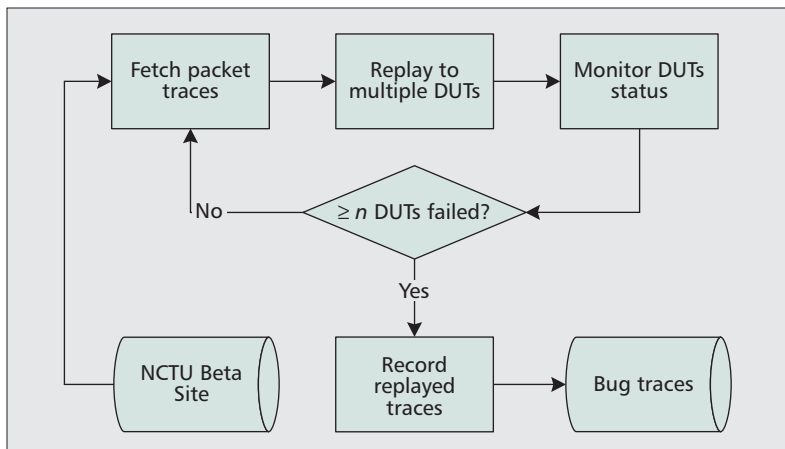 Fetch packet
traces
Replay to
multiple DUTs
Monitor DUTs
status
No
≥ n DUTs failed?
Yes
NCTU Beta
Site
Record
replayed
traces
Bug traces